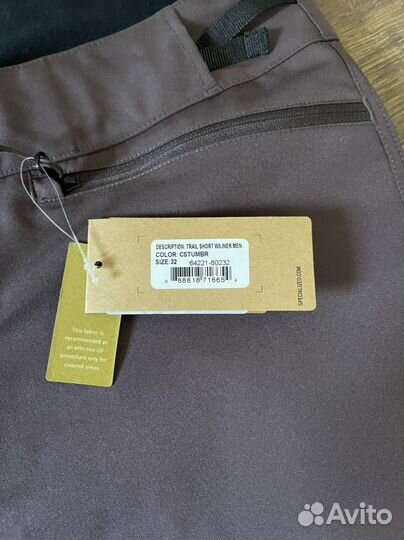 DESCRIPTION: TRAIL SHORT W/LINER MEN
COLOR: CSTUMBR
SIZE:32 64221-80232
8 88818 71665 4
SPECIALIZED.COM
This fabric is
recommended as
an effective UV
protectant only for
covered areas
Avito